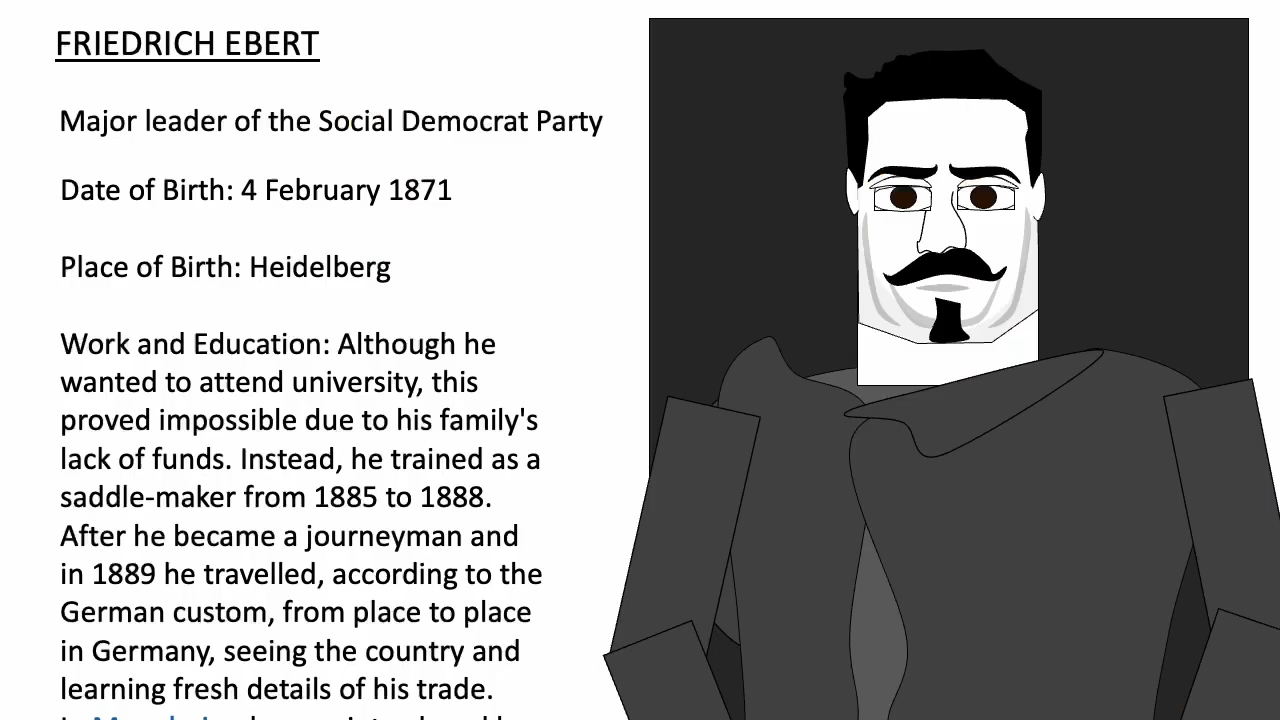 FRIEDRICH EBERT
Major leader of the Social Democrat Party
Date of Birth: 4 February 1871
Place of Birth: Heidelberg
Work and Education: Although he
wanted to attend university, this
proved impossible due to his family's
lack of funds. Instead, he trained as a
saddle-maker from 1885 to 1888.
After he became a journeyman and
in 1889 he travelled, according to the
German custom, from place to place
in Germany, seeing the country and
learning fresh details of his trade.